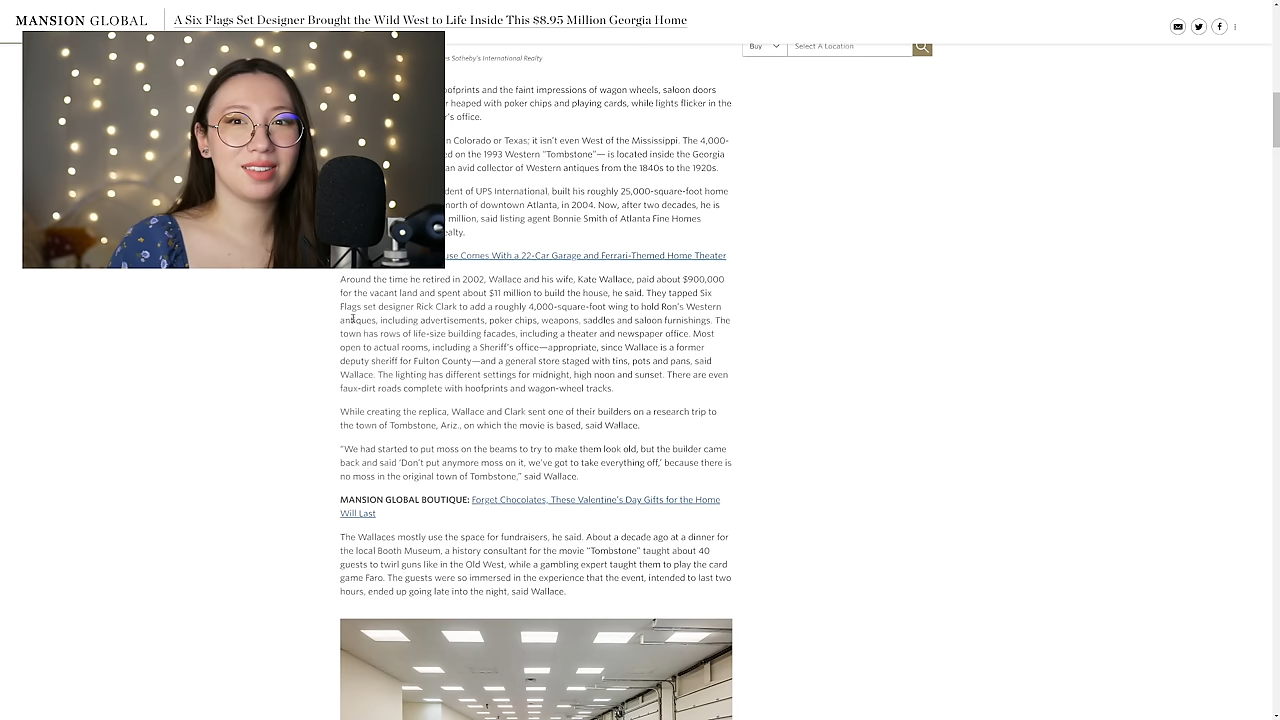 MANSION GLOBAL
A Six Flags Set Designer Brought the Wild West to Life Inside This $8.95 Million Georgia Home
Buy
Select A Location
es Sotheby's International Realty
oofprints and the faint impressions of wagon wheels, saloon doors
r heaped with poker chips and playing cards, while lights flicker in the
r's office.
n Colorado or Texas; it isn't even West of the Mississippi. The 4,000-
ed on the 1993 Western "Tombstone"— is located inside the Georgia
an avid collector of Western antiques from the 1840s to the 1920s.
dent of UPS International, built his roughly 25,000-square-foot home
north of downtown Atlanta, in 2004. Now, after two decades, he is
million, said listing agent Bonnie Smith of Atlanta Fine Homes
ealty.
use Comes With a 22-Car Garage and Ferrari-Themed Home Theater
Around the time he retired in 2002, Wallace and his wife, Kate Wallace, paid about $900,000
for the vacant land and spent about $11 million to build the house, he said. They tapped Six
Flags set designer Rick Clark to add a roughly 4,000-square-foot wing to hold Ron's Western
antiques, including advertisements, poker chips, weapons, saddles and saloon furnishings. The
town has rows of life-size building facades, including a theater and newspaper office. Most
open to actual rooms, including a Sheriff's office—appropriate, since Wallace is a former
deputy sheriff for Fulton County—and a general store staged with tins, pots and pans, said
Wallace. The lighting has different settings for midnight, high noon and sunset. There are even
faux-dirt roads complete with hoofprints and wagon-wheel tracks.
While creating the replica, Wallace and Clark sent one of their builders on a research trip to
the town of Tombstone, Ariz., on which the movie is based, said Wallace.
"We had started to put moss on the beams to try to make them look old, but the builder came
back and said 'Don't put anymore moss on it, we've got to take everything off,' because there is
no moss in the original town of Tombstone," said Wallace.
MANSION GLOBAL BOUTIQUE: Forget Chocolates, These Valentine's Day Gifts for the Home
Will Last
The Wallaces mostly use the space for fundraisers, he said. About a decade ago at a dinner for
the local Booth Museum, a history consultant for the movie "Tombstone" taught about 40
guests to twirl guns like in the Old West, while a gambling expert taught them to play the card
game Faro. The guests were so immersed in the experience that the event, intended to last two
hours, ended up going late into the night, said Wallace.